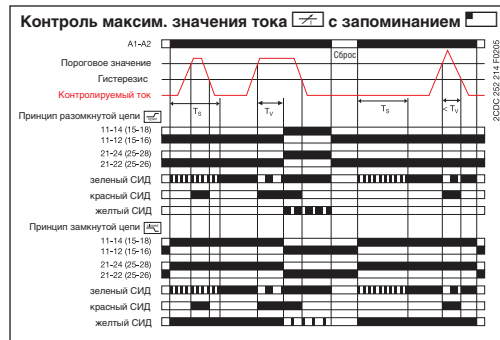 Контроль максим. значения тока с запоминанием
A1-A2
Сброс
Пороговое значение
Гистерезис
Контролируемый ток
Ts Tv Ts < Tv
Принцип разомкнутой цепи
11-14 (15-18)
11-12 (15-16)
21-24 (25-28)
21-22 (25-26)
зеленый СИД
красный СИД
желтый СИД
Принцип замкнутой цепи
11-14 (15-18)
11-12 (15-16)
21-24 (25-28)
21-22 (25-26)
зеленый СИД
красный СИД
желтый СИД
2CDC 252 214 F0205